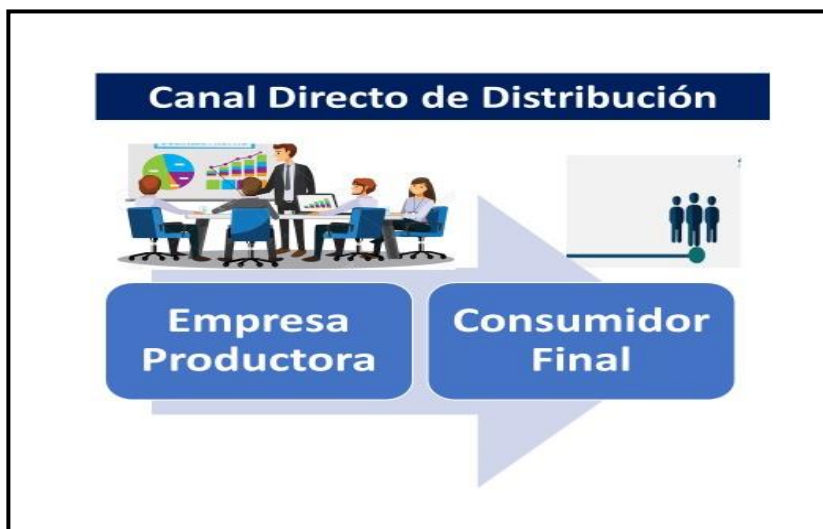 Canal Directo de Distribución
Empresa
Productora
Consumidor
Final